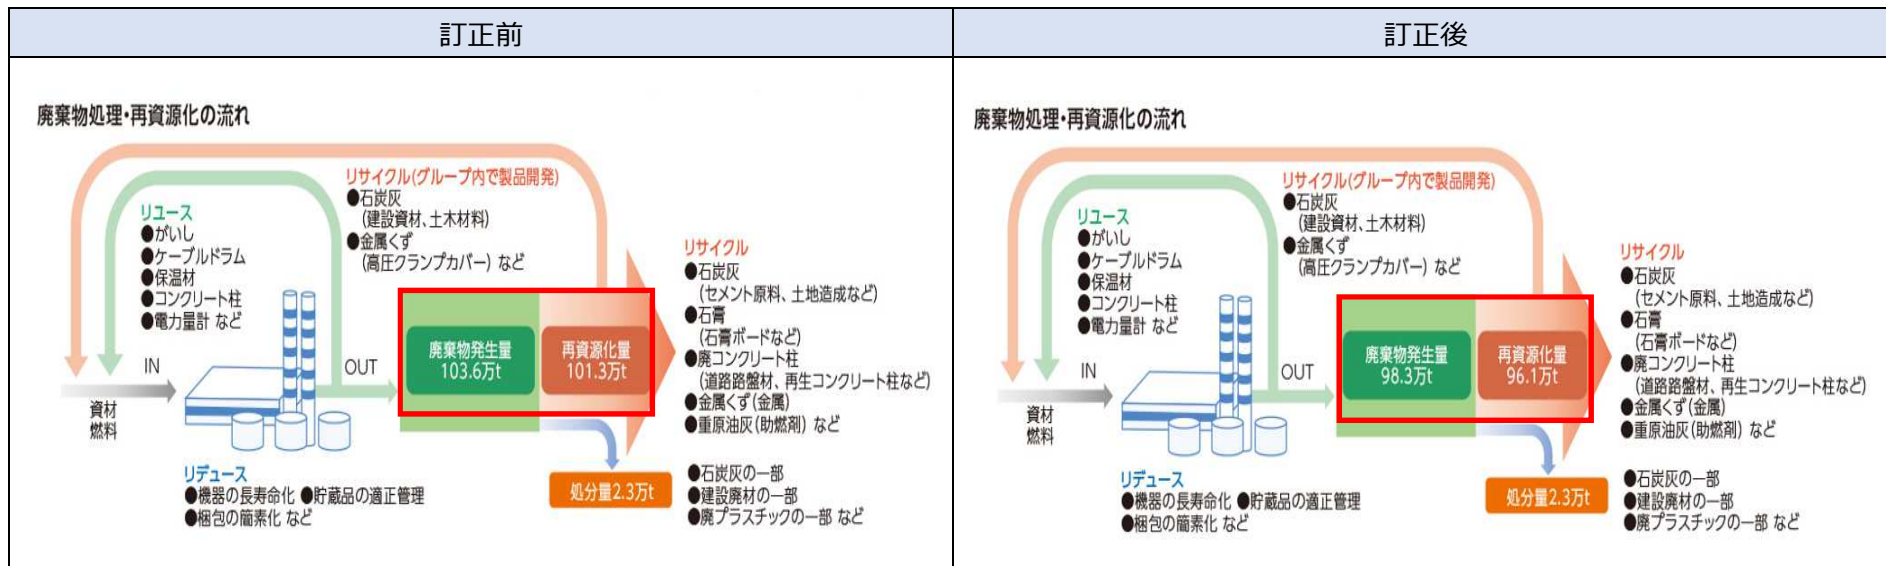 訂正前
廃棄物処理・再資源化の流れ
リサイクル(グループ内で製品開発)
●石炭灰
(建設資材、土木材料)
●金属くず
(高圧クランプカバー) など
リユース
●がいし
●ケーブルドラム
●保温材
●コンクリート柱
●電力量計 など
IN
資材
燃料
OUT
廃棄物発生量
103.6万t
再資源化量
101.3万t
リサイクル
●石炭灰
(セメント原料、土地造成など)
●石膏
(石膏ボードなど)
●廃コンクリート柱
(道路路盤材、再生コンクリート柱など)
●金属くず(金属)
●重原油灰(助燃剤) など
リデュース
●機器の長寿命化 ●貯蔵品の適正管理
●梱包の簡素化 など
処分量2.3万t
●石炭灰の一部
●建設廃材の一部
●廃プラスチックの一部 など
訂正後
廃棄物処理・再資源化の流れ
リサイクル(グループ内で製品開発)
●石炭灰
(建設資材、土木材料)
●金属くず
(高圧クランプカバー) など
リユース
●がいし
●ケーブルドラム
●保温材
●コンクリート柱
●電力量計 など
IN
資材
燃料
OUT
廃棄物発生量
98.3万t
再資源化量
96.1万t
リサイクル
●石炭灰
(セメント原料、土地造成など)
●石膏
(石膏ボードなど)
●廃コンクリート柱
(道路路盤材、再生コンクリート柱など)
●金属くず(金属)
●重原油灰(助燃剤) など
リデュース
●機器の長寿命化 ●貯蔵品の適正管理
●梱包の簡素化 など
処分量2.3万t
●石炭灰の一部
●建設廃材の一部
●廃プラスチックの一部 など